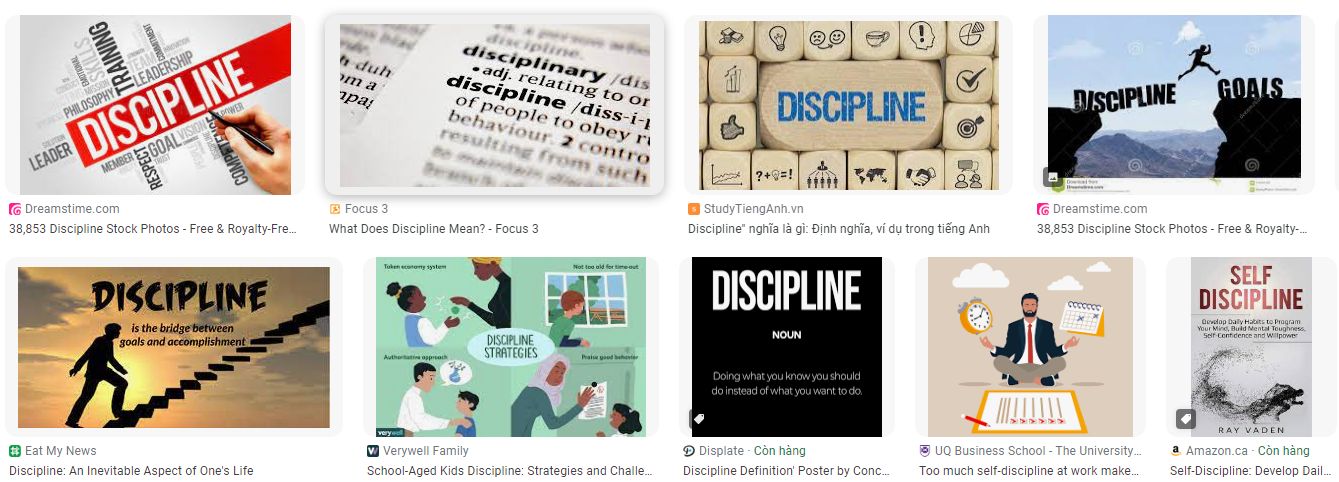 TRAINING
SKILLS
TEAM
LEADERSHIP
PHILOSOPHY
DISCIPLINE
POWER
LEADER
MEMBER
RESPECT
GOAL
VISION
disciplinary /dis
• adj. relating to
discipline /diss-i-p
of people to obey r
behaviour. 2 contro
resulting from
DISCIPLINE
DISCIPLINE
GOALS
Dreamstime.com
38,853 Discipline Stock Photos - Free & Royalty-Fre...
Focus 3
What Does Discipline Mean? - Focus 3
StudyTiengAnh.vn
Discipline" nghĩa là gì: Định nghĩa, ví dụ trong tiếng Anh
Dreamstime.com
38,853 Discipline Stock Photos - Free & Royalty-...
DISCIPLINE
is the bridge between
goals and accomplishment
Token economy system
Not too old for time-out
DISCIPLINE
STRATEGIES
Authoritative approach
Praise good behavior
verywell
DISCIPLINE
NOUN
Doing what you know you should
do instead of what you want to do.
SELF
DISCIPLINE
Develop Daily Habits to Program
Your Mind, Build Mental Toughness,
Self-Confidence and Willpower
RAY VADEN
Eat My News
Discipline: An Inevitable Aspect of One's Life
Verywell Family
School-Aged Kids Discipline: Strategies and Challe...
Displate · Còn hàng
Discipline Definition' Poster by Conc...
UQ Business School - The University...
Too much self-discipline at work make...
Amazon.ca · Còn hàng
Self-Discipline: Develop Dail...